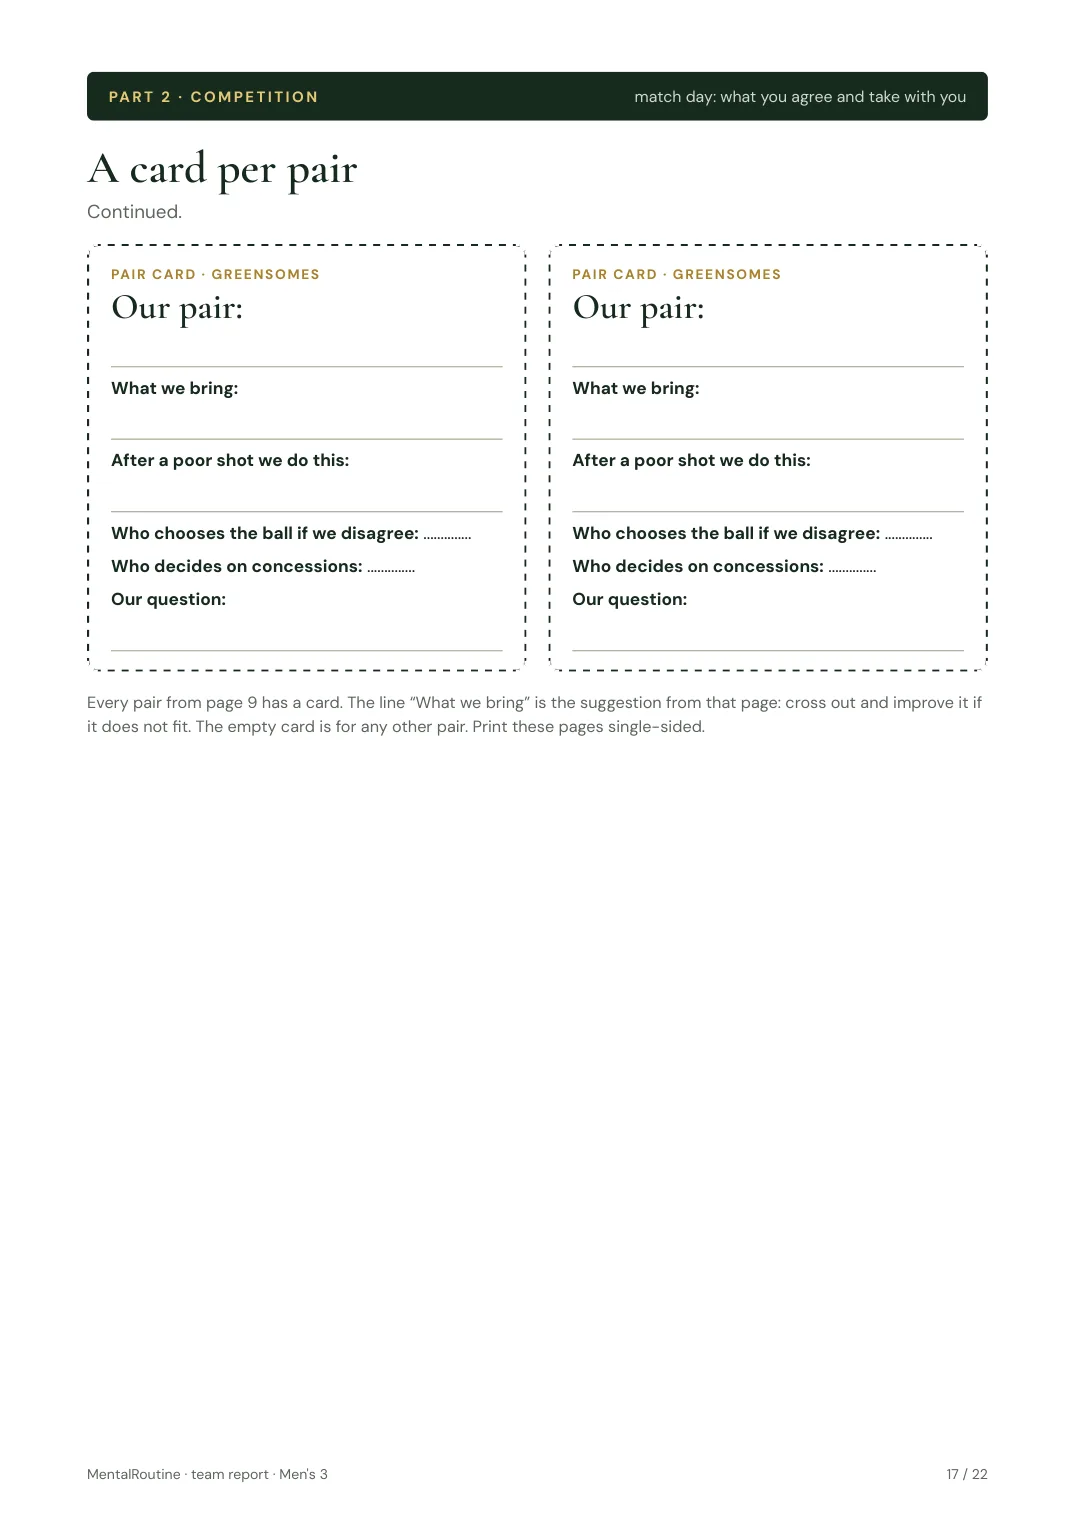 PART 2 · COMPETITION
match day: what you agree and take with you
A card per pair
Continued.
PAIR CARD · GREENSOMES
Our pair:
What we bring:
After a poor shot we do this:
Who chooses the ball if we disagree: ..............
Who decides on concessions: ..............
Our question:
PAIR CARD · GREENSOMES
Our pair:
What we bring:
After a poor shot we do this:
Who chooses the ball if we disagree: ..............
Who decides on concessions: ..............
Our question:
Every pair from page 9 has a card. The line “What we bring” is the suggestion from that page: cross out and improve it if
it does not fit. The empty card is for any other pair. Print these pages single-sided.
MentalRoutine · team report · Men's 3
17 / 22